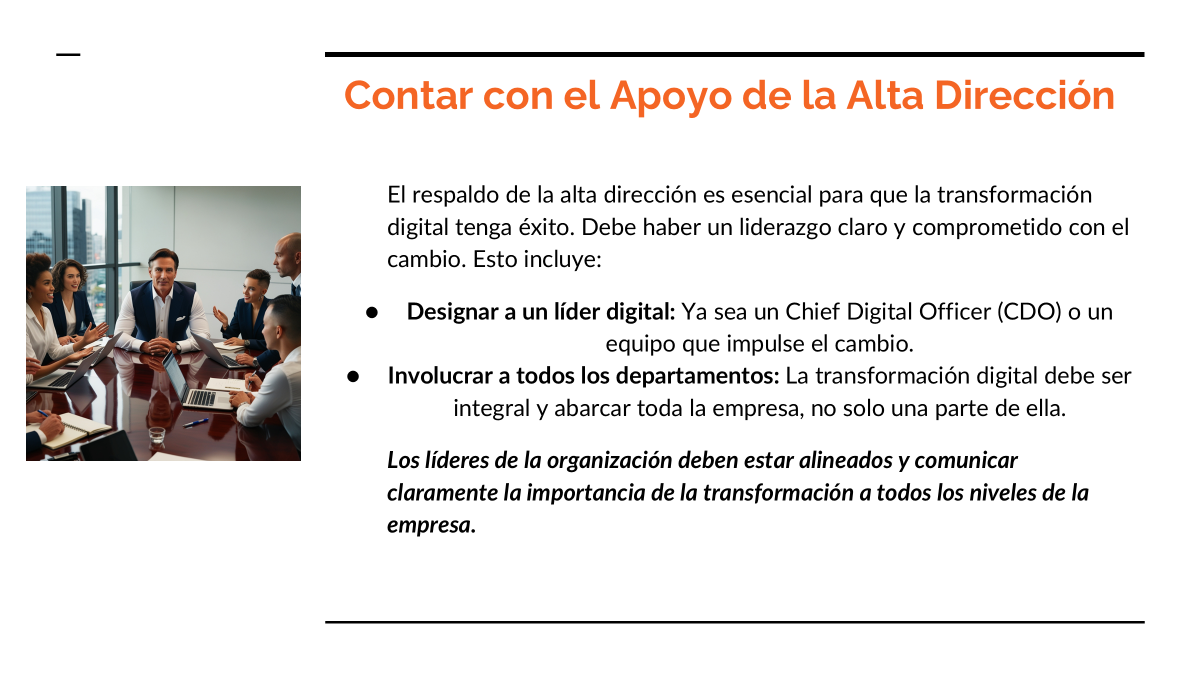 Contar con el Apoyo de la Alta Dirección
El respaldo de la alta dirección es esencial para que la transformación
digital tenga éxito. Debe haber un liderazgo claro y comprometido con el
cambio. Esto incluye:
● Designar a un líder digital: Ya sea un Chief Digital Officer (CDO) o un
equipo que impulse el cambio.
● Involucrar a todos los departamentos: La transformación digital debe ser
integral y abarcar toda la empresa, no solo una parte de ella.
Los líderes de la organización deben estar alineados y comunicar
claramente la importancia de la transformación a todos los niveles de la
empresa.